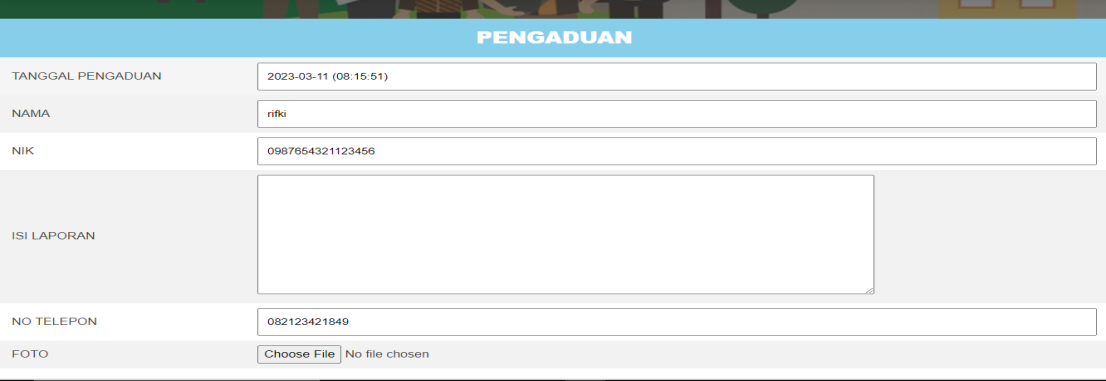 PENGADUAN
TANGGAL PENGADUAN 2023-03-11 (08:15:51)
NAMA rifki
NIK 0987654321123456
ISI LAPORAN
NO TELEPON 082123421849
FOTO Choose File No file chosen